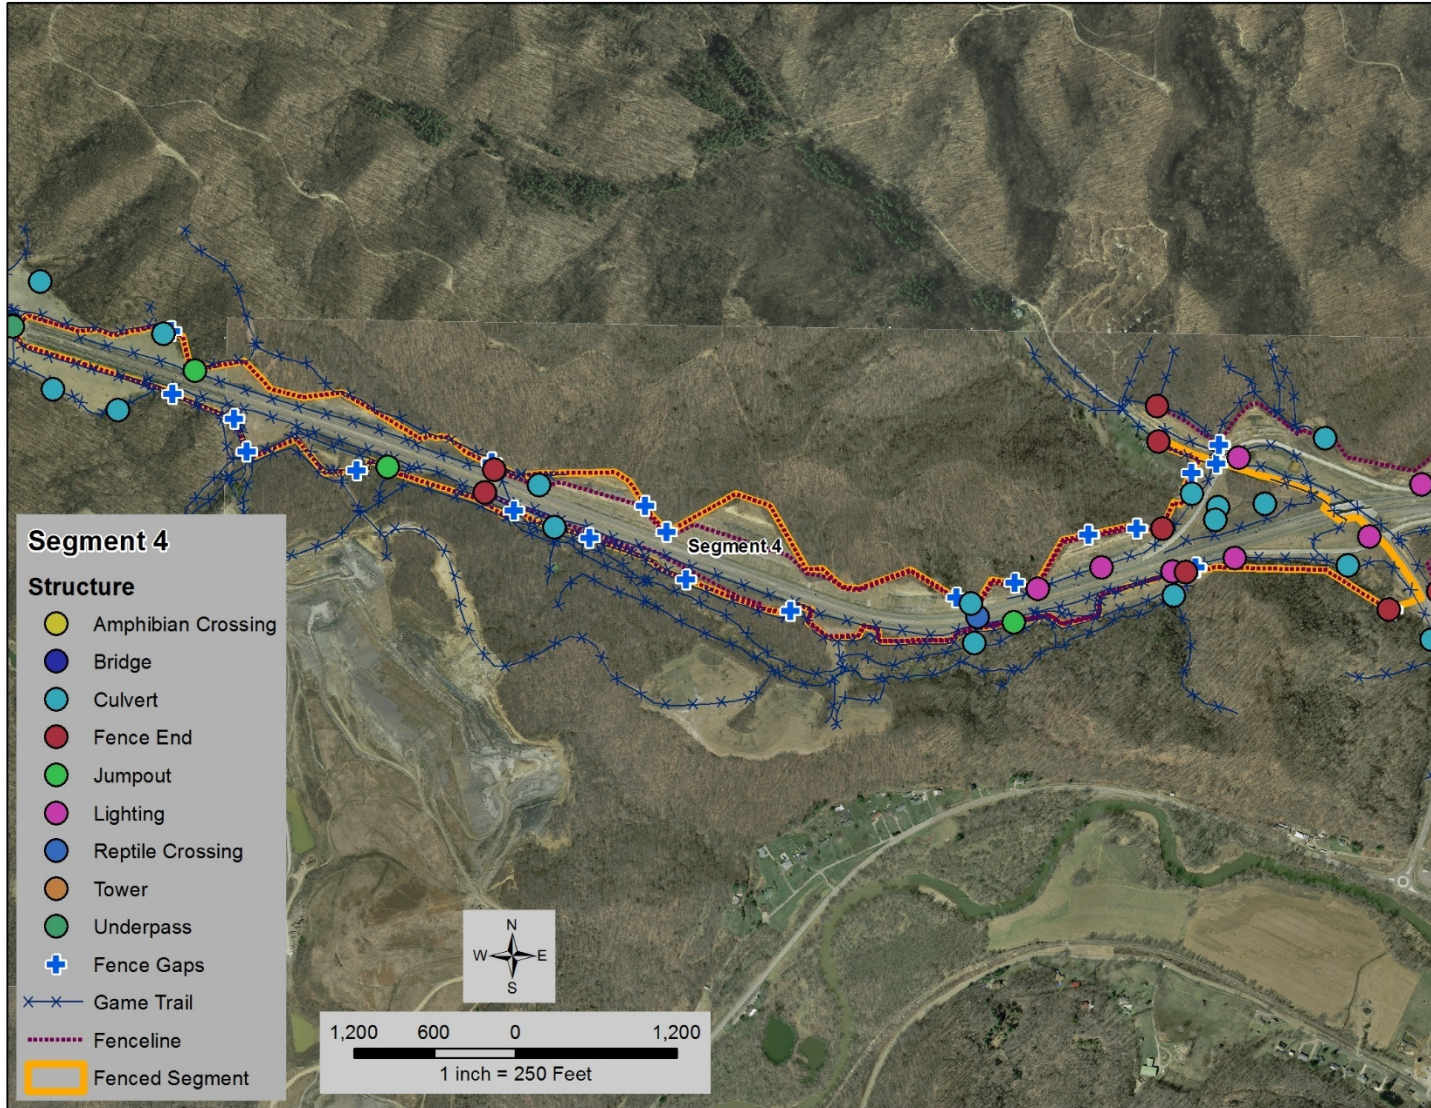 Segment 4
Segment 4
Structure
Amphibian Crossing
Bridge
Culvert
Fence End
Jumpout
Lighting
Reptile Crossing
Tower
Underpass
Fence Gaps
Game Trail
Fenceline
Fenced Segment
N
W E
S
1,200 600 0 1,200
1 inch = 250 Feet